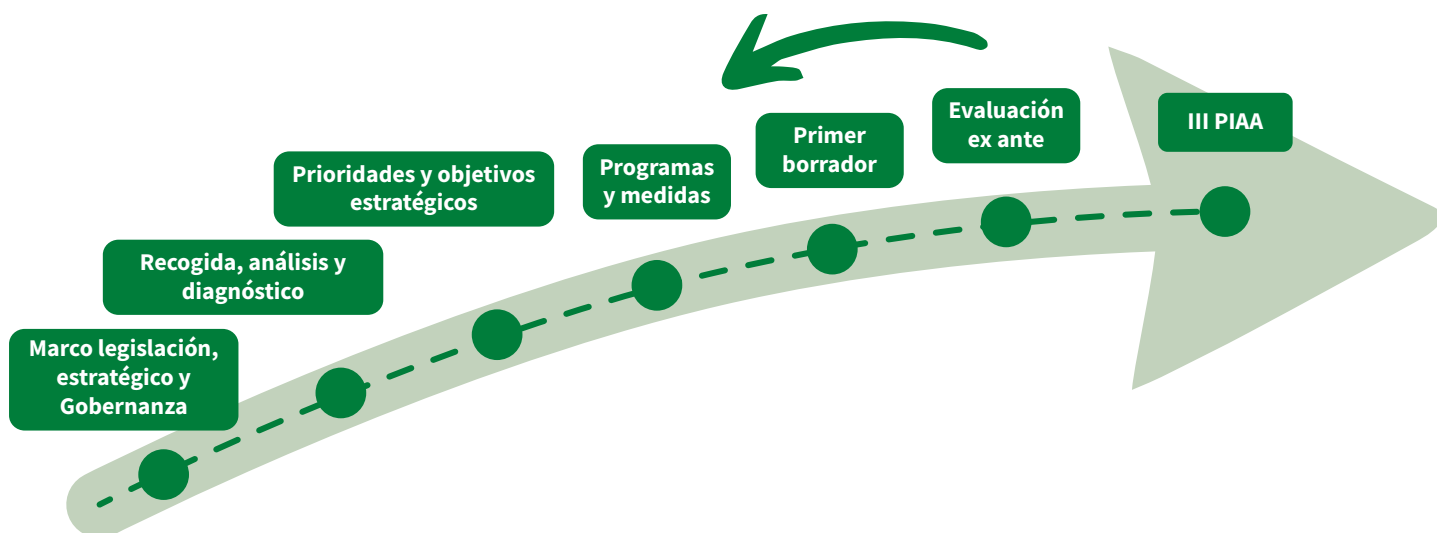 Marco legislación,
estratégico y
Gobernanza
Recogida, análisis y
diagnóstico
Prioridades y objetivos
estratégicos
Programas
y medidas
Primer
borrador
Evaluación
ex ante
III PIAA